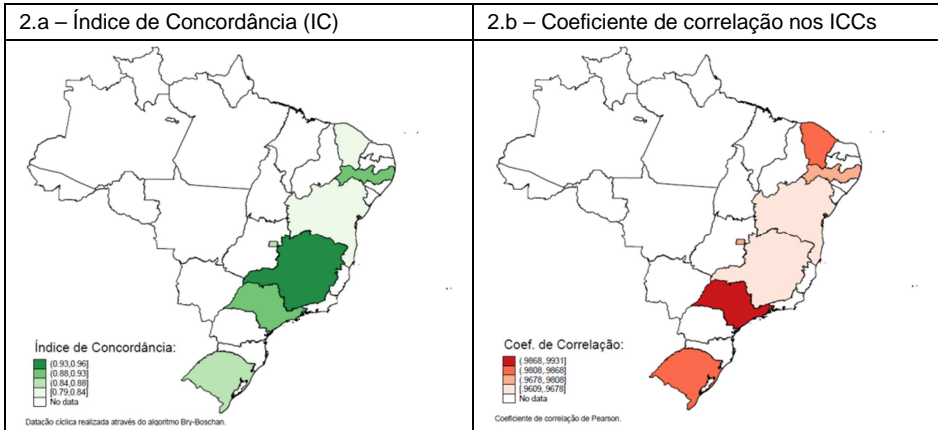 2.a – Índice de Concordância (IC)
2.b – Coeficiente de correlação nos ICCs
Índice de Concordância:
(0.93,0.96]
(0.88,0.93]
(0.84,0.88]
[0.79,0.84]
No data
Datação cíclica realizada através do algoritmo Bry-Boschan.
Coef. de Correlação:
(.9868,.9931]
(.9808,.9868]
(.9678,.9808]
[.9609,.9678]
No data
Coeficiente de correlação de Pearson.